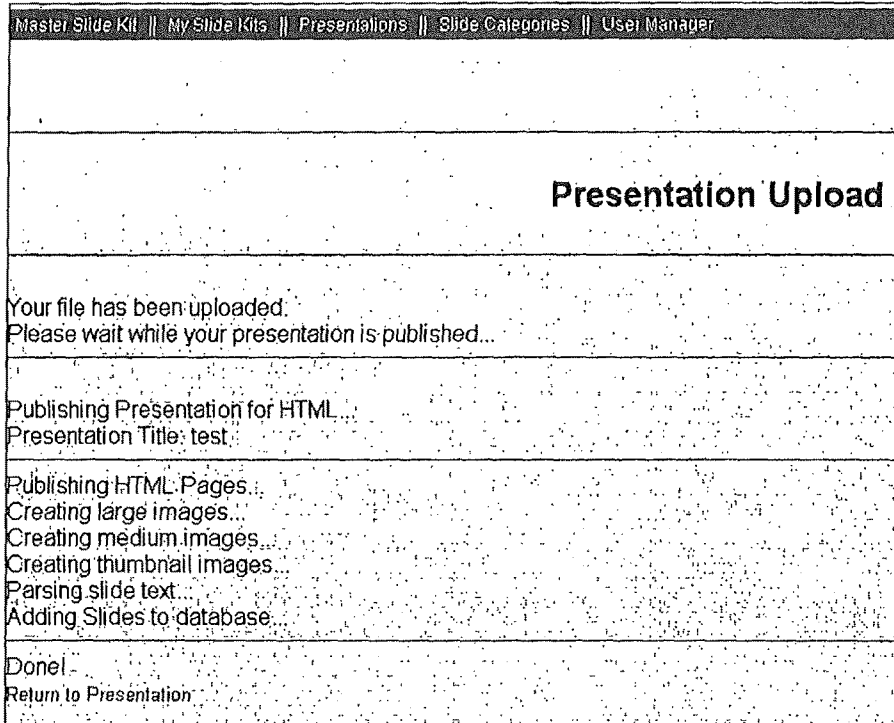 Master Slide Kit || My Slide Kits || Presentations || Slide Categories || User Manager
Presentation Upload
Your file has been uploaded.
Please wait while your presentation is published...
Publishing Presentation for HTML...
Presentation Title: test
Publishing HTML Pages...
Creating large images...
Creating medium images...
Creating thumbnail images...
Parsing slide text...
Adding Slides to database...
Done!
Return to Presentation